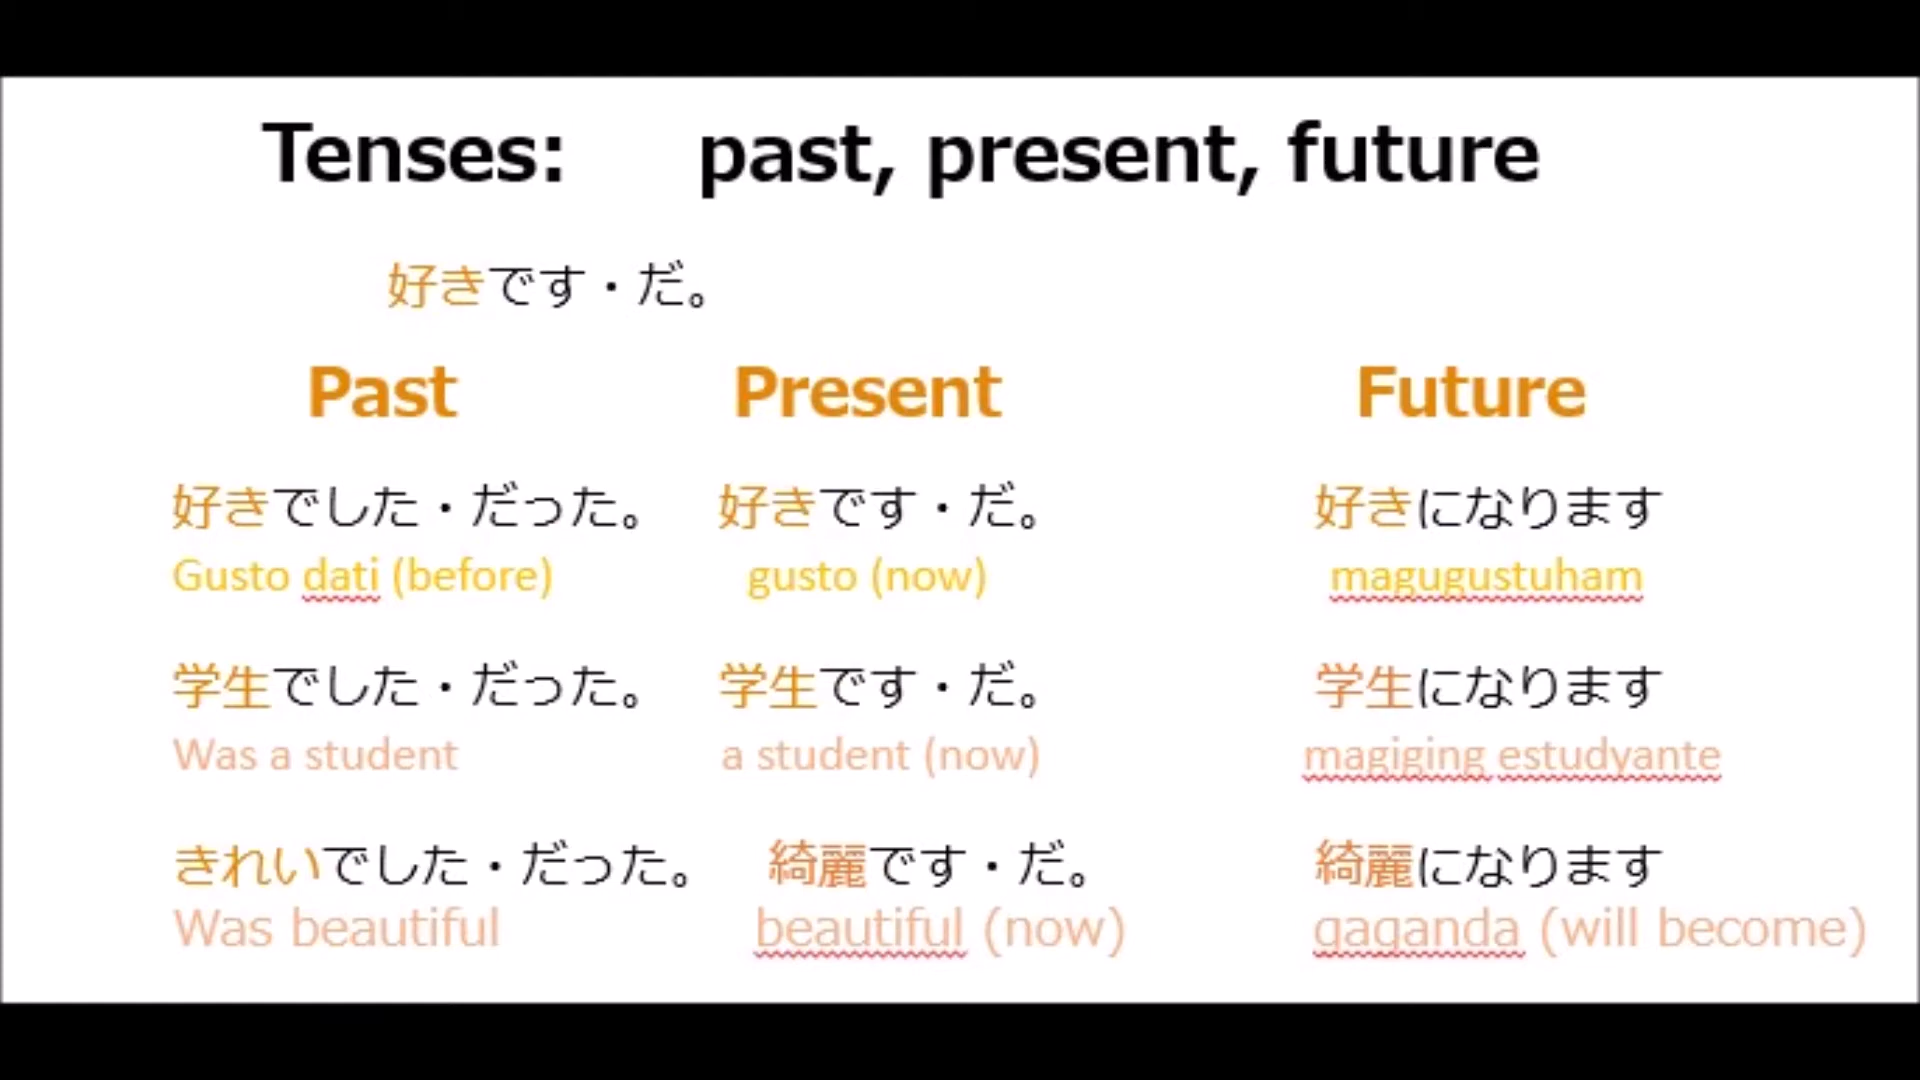 Tenses: past, present, future
好きです・だ。
Past Present Future
好きでした・だった。 好きです・だ。 好きになります
Gusto dati (before) gusto (now) magugustuham
学生でした・だった。 学生です・だ。 学生になります
Was a student a student (now) magiging estudyante
きれいでした・だった。 綺麗です・だ。 綺麗になります
Was beautiful beautiful (now) gaganda (will become)